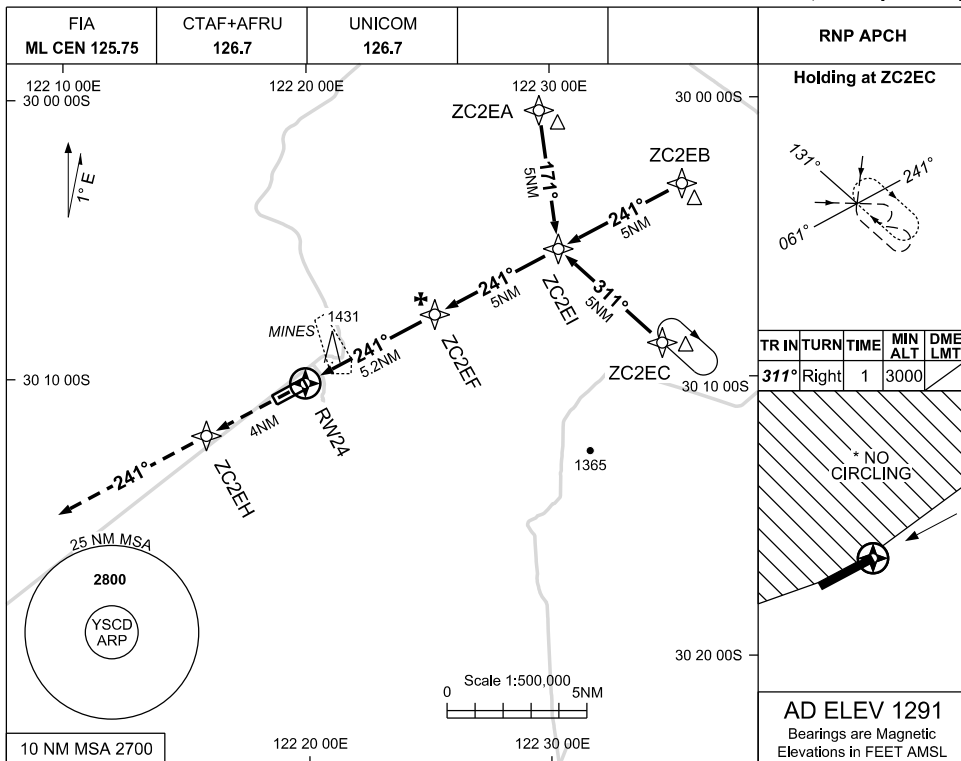 FIA
ML CEN 125.75
CTAF+AFRU
126.7
UNICOM
126.7
RNP APCH
122 10 00E
122 20 00E
122 30 00E
30 00 00S
30 00 00S
1° E
ZC2EA
ZC2EB
171°
5NM
241°
5NM
241°
5NM
ZC2EI
311°
5NM
ZC2EC
MINES
1431
241°
5.2NM
ZC2EF
30 10 00S
30 10 00S
RW24
4NM
ZC2EH
241°
1365
25 NM MSA
2800
YSCD
ARP
30 20 00S
Scale 1:500,000
0
5NM
10 NM MSA 2700
122 20 00E
122 30 00E
Holding at ZC2EC
131°
241°
061°
TR IN TURN TIME MIN ALT DME LMT
311° Right 1 3000
* NO
CIRCLING
AD ELEV 1291
Bearings are Magnetic
Elevations in FEET AMSL